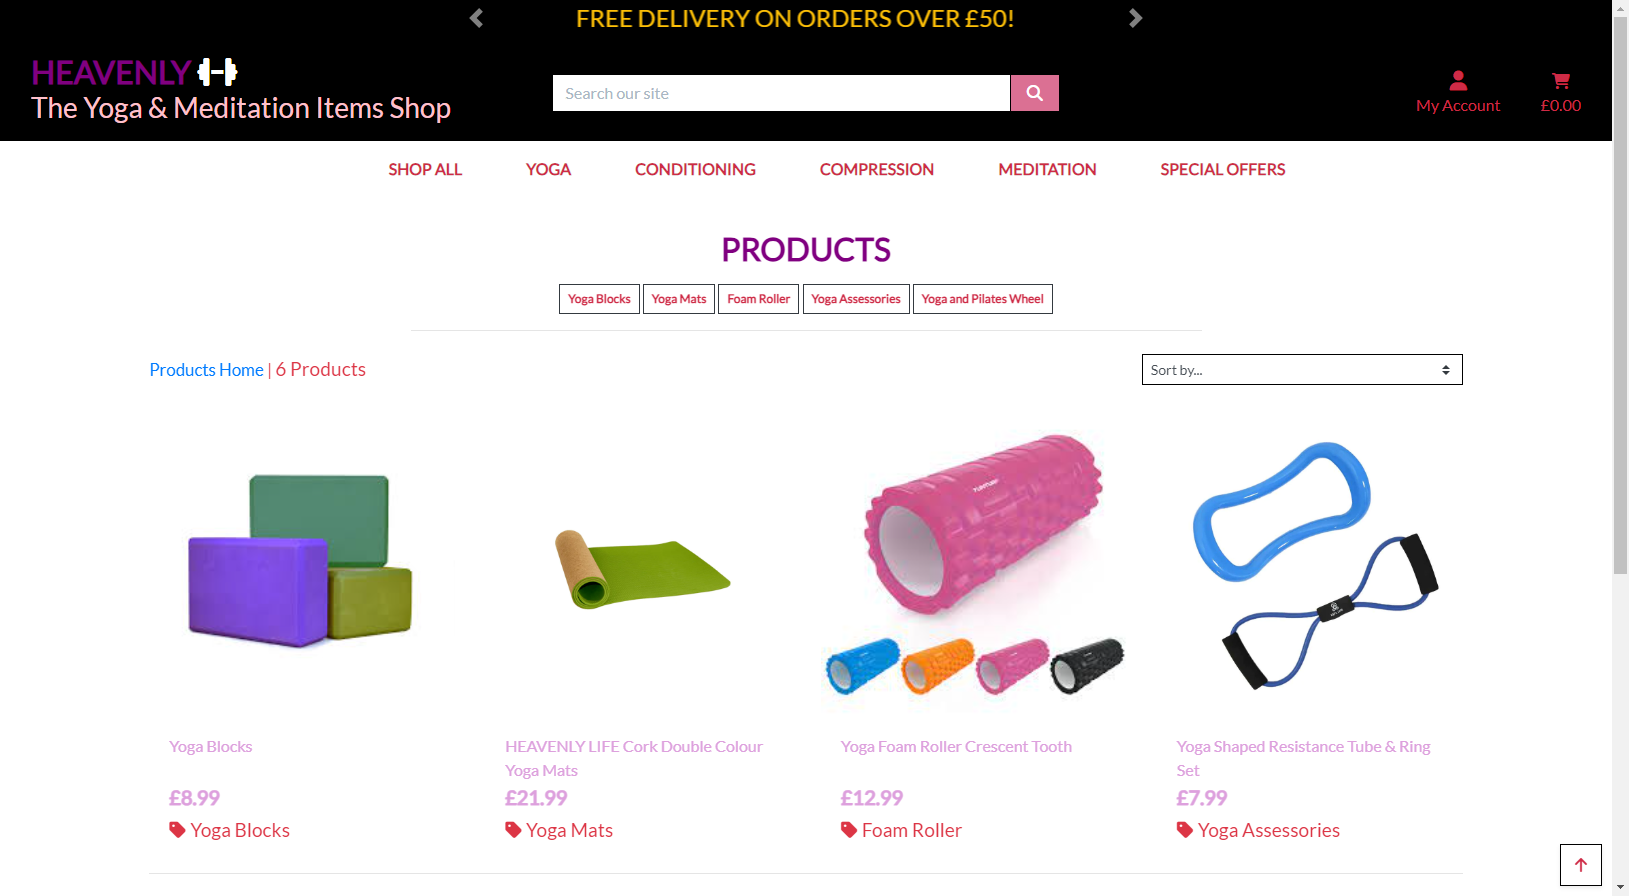 FREE DELIVERY ON ORDERS OVER £50!
HEAVENLY
The Yoga & Meditation Items Shop
Search our site
My Account
£0.00
SHOP ALL
YOGA
CONDITIONING
COMPRESSION
MEDITATION
SPECIAL OFFERS
PRODUCTS
Yoga Blocks
Yoga Mats
Foam Roller
Yoga Assessories
Yoga and Pilates Wheel
Products Home | 6 Products
Sort by...
Yoga Blocks
£8.99
Yoga Blocks
HEAVENLY LIFE Cork Double Colour
Yoga Mats
£21.99
Yoga Mats
Yoga Foam Roller Crescent Tooth
£12.99
Foam Roller
Yoga Shaped Resistance Tube & Ring
Set
£7.99
Yoga Assessories